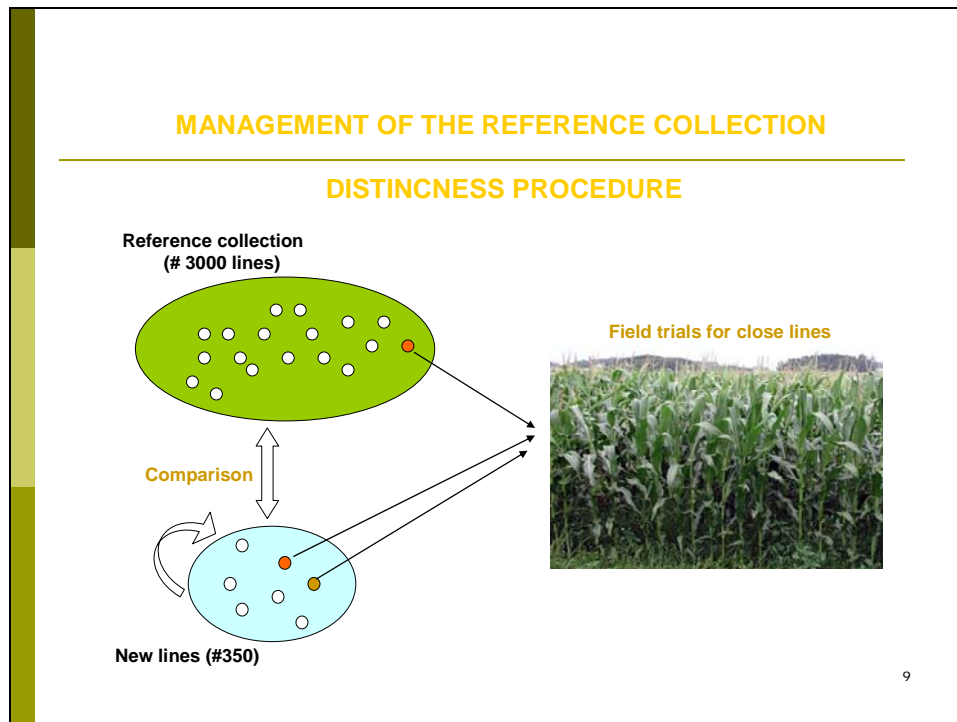 MANAGEMENT OF THE REFERENCE COLLECTION
DISTINCNESS PROCEDURE
Reference collection
(# 3000 lines)
Field trials for close lines
Comparison
New lines (#350)
9